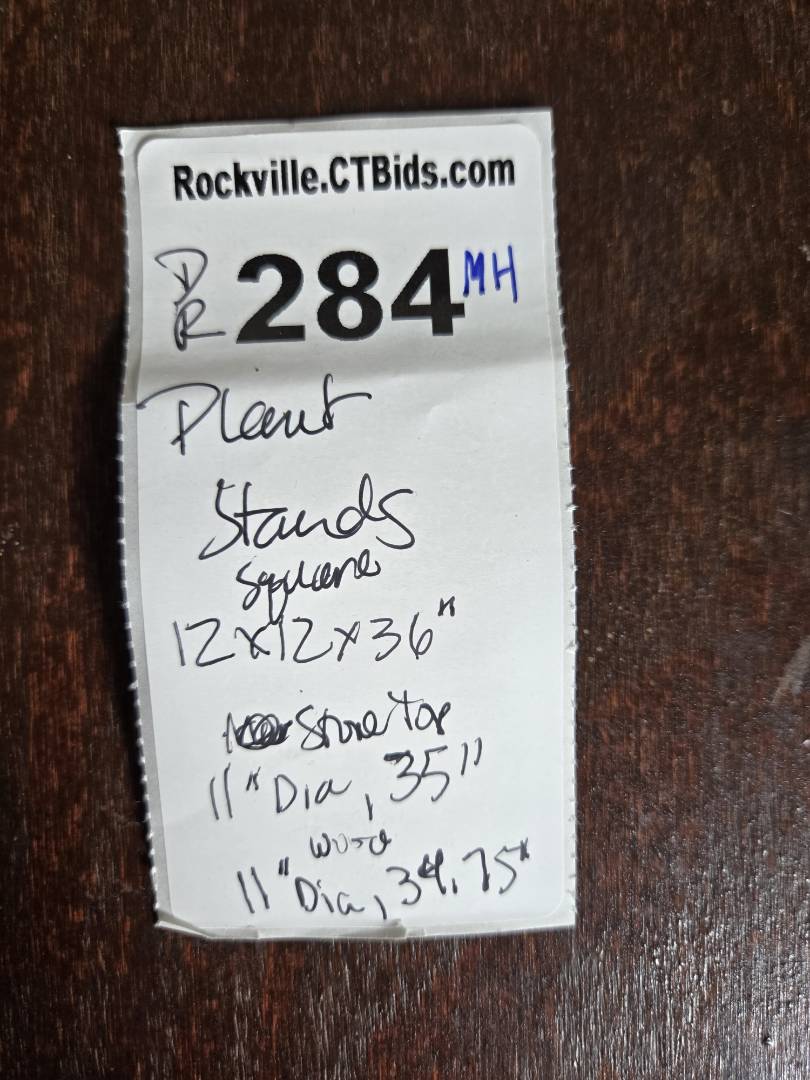 Rockville.CTBids.com
DR 284 MH
Plant
Stands
Square
12x12x36"
Stone Top
11" Dia, 35"
wood
11" Dia, 34.75"